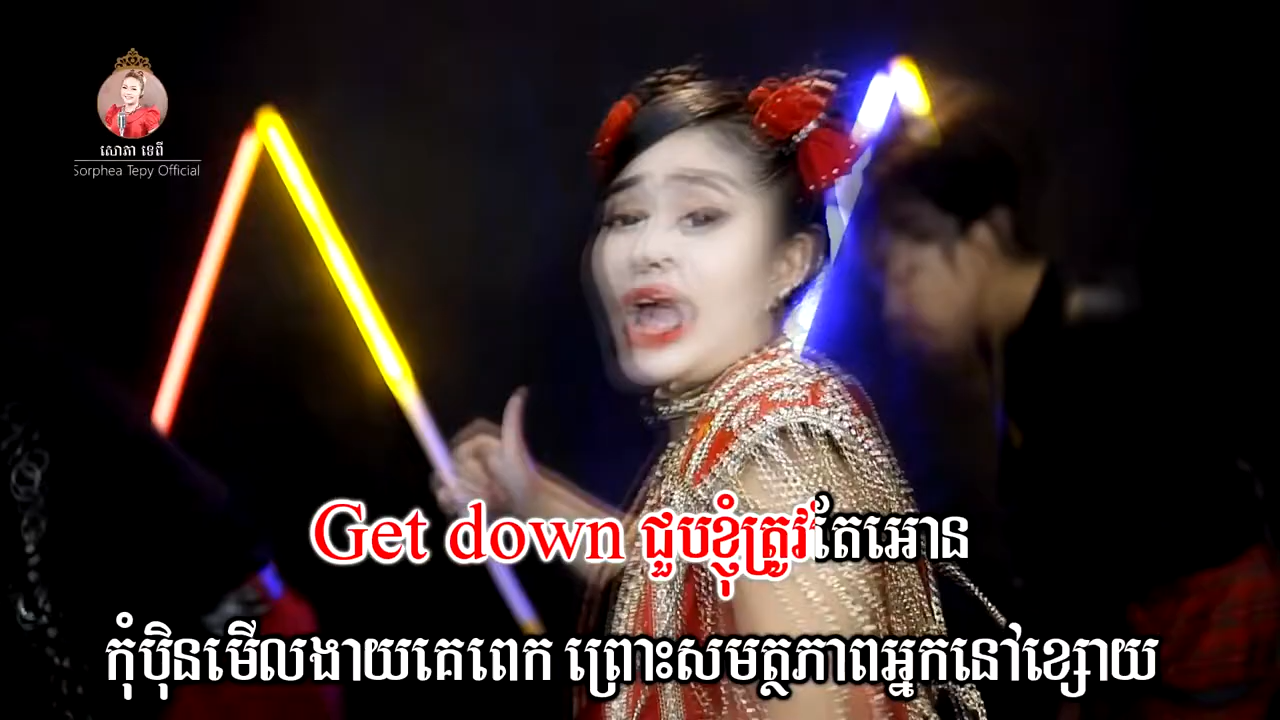 សោភា ទេពី
Sorphea Tepy Official
Get down ជួបខ្ញុំត្រូវតែអោន
កុំប៉ិនមើលងាយគេពេក ព្រោះសមត្ថភាពអ្នកនៅខ្សោយ